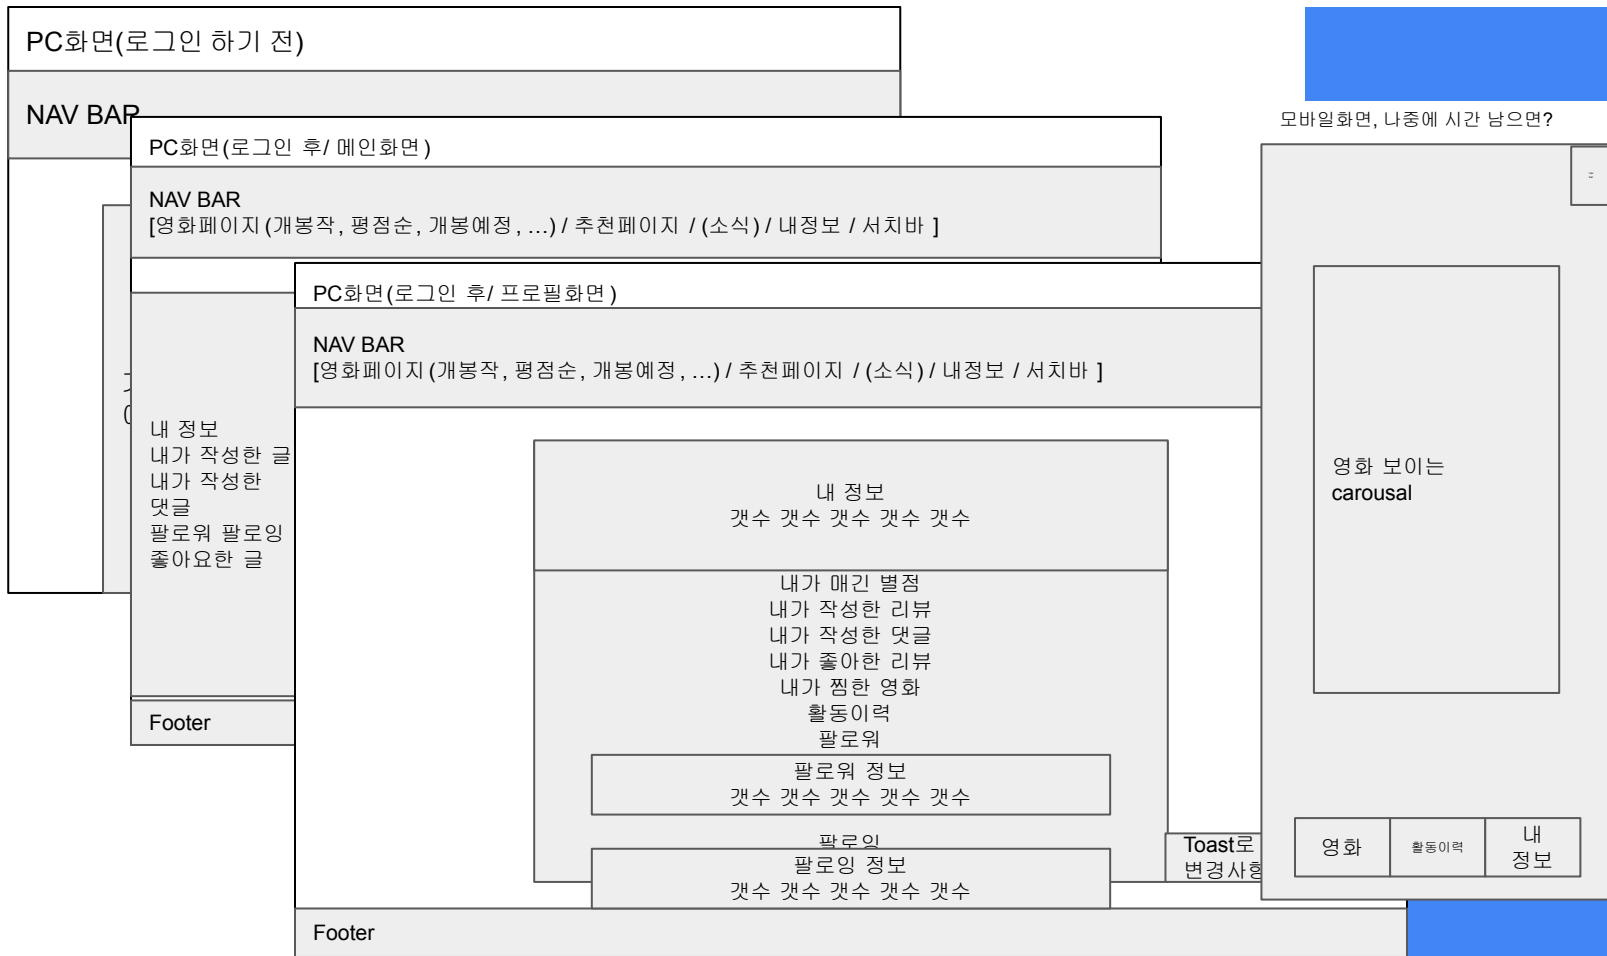 PC화면(로그인 하기 전)
NAV BAR
PC화면(로그인 후/ 메인화면)
NAV BAR
[영화페이지(개봉작, 평점순, 개봉예정, ...) / 추천페이지 / (소식) / 내정보 / 서치바 ]
내 정보
내가 작성한 글
내가 작성한
댓글
팔로워 팔로잉
좋아요한 글
Footer
PC화면(로그인 후/ 프로필화면)
NAV BAR
[영화페이지(개봉작, 평점순, 개봉예정, ...) / 추천페이지 / (소식) / 내정보 / 서치바 ]
내 정보
갯수 갯수 갯수 갯수 갯수
내가 매긴 별점
내가 작성한 리뷰
내가 작성한 댓글
내가 좋아한 리뷰
내가 찜한 영화
활동이력
팔로워
팔로워 정보
갯수 갯수 갯수 갯수 갯수
팔로잉
팔로잉 정보
갯수 갯수 갯수 갯수 갯수
Toast로
변경사항
Footer
모바일화면, 나중에 시간 남으면?
영화 보이는
carousal
영화
활동이력
내
정보